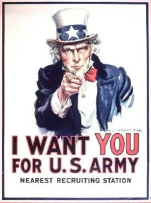 I WANT YOU
FOR U.S. ARMY
NEAREST RECRUITING STATION